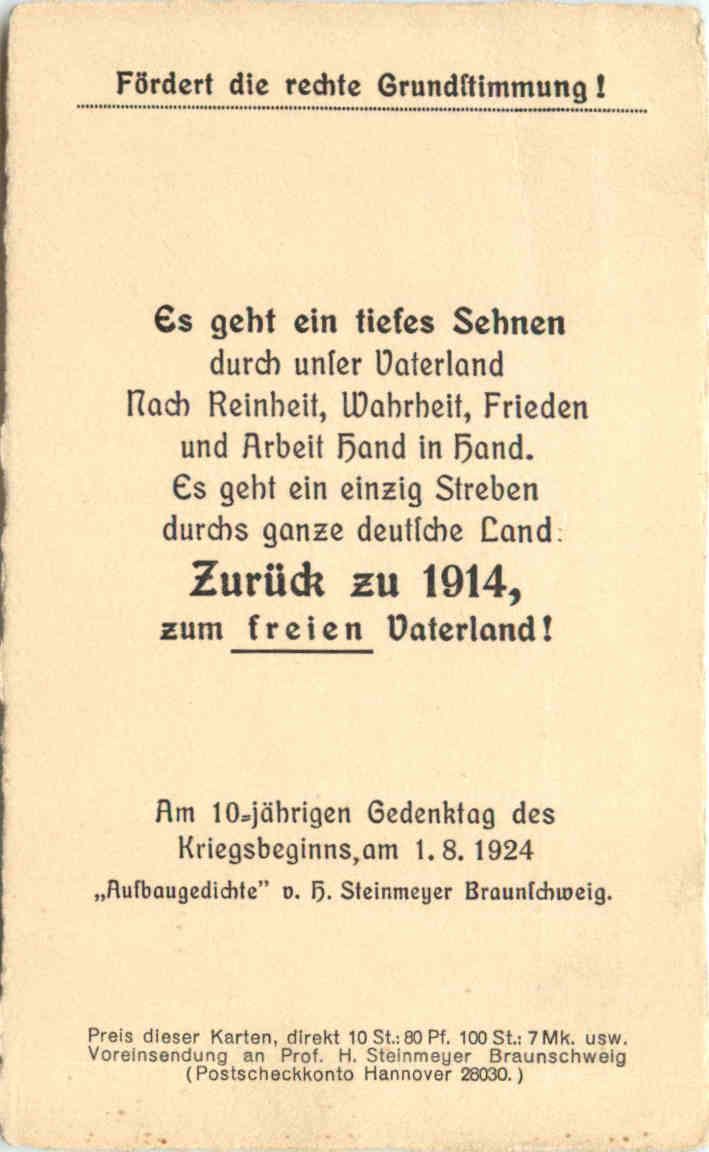 Fördert die rechte Grundſtimmung!
Es geht ein tiefes Sehnen
durch unſer Vaterland
Nach Reinheit, Wahrheit, Frieden
und Arbeit Hand in Hand.
Es geht ein einzig Streben
durchs ganze deutſche Land:
Zurück zu 1914,
zum freien Vaterland!
Am 10=jährigen Gedenktag des
Kriegsbeginns,am 1. 8. 1924
„Aufbaugedichte” v. H. Steinmeyer Braunſchweig.
Preis dieser Karten, direkt 10 St.: 80 Pf. 100 St.: 7 Mk. usw.
Voreinsendung an Prof. H. Steinmeyer Braunschweig
(Postscheckkonto Hannover 28030.)